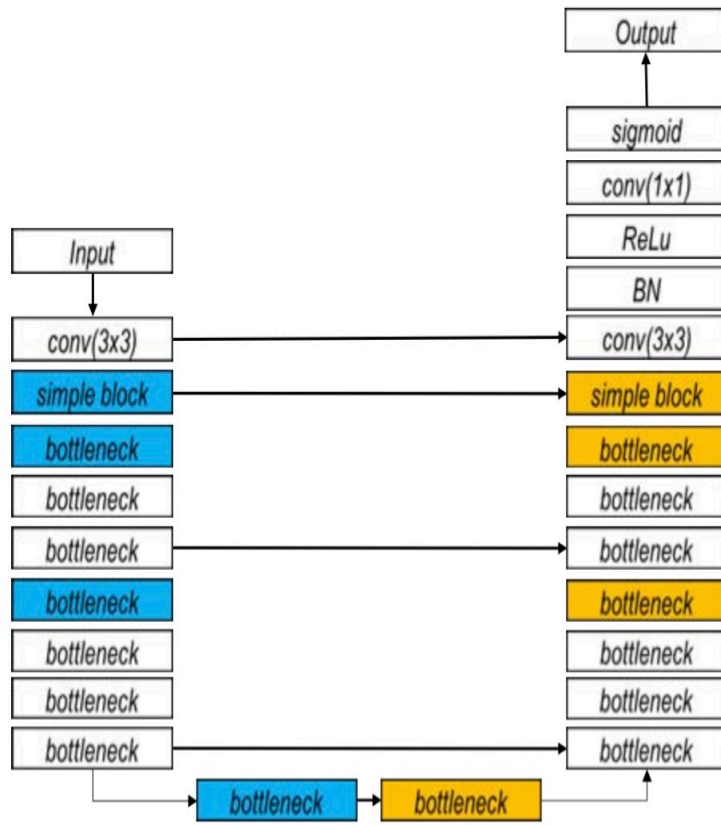 Input
conv(3x3)
simple block
bottleneck
bottleneck
bottleneck
bottleneck
bottleneck
bottleneck
bottleneck
bottleneck
bottleneck
Output
sigmoid
conv(1x1)
ReLu
BN
conv(3x3)
simple block
bottleneck
bottleneck
bottleneck
bottleneck
bottleneck
bottleneck
bottleneck